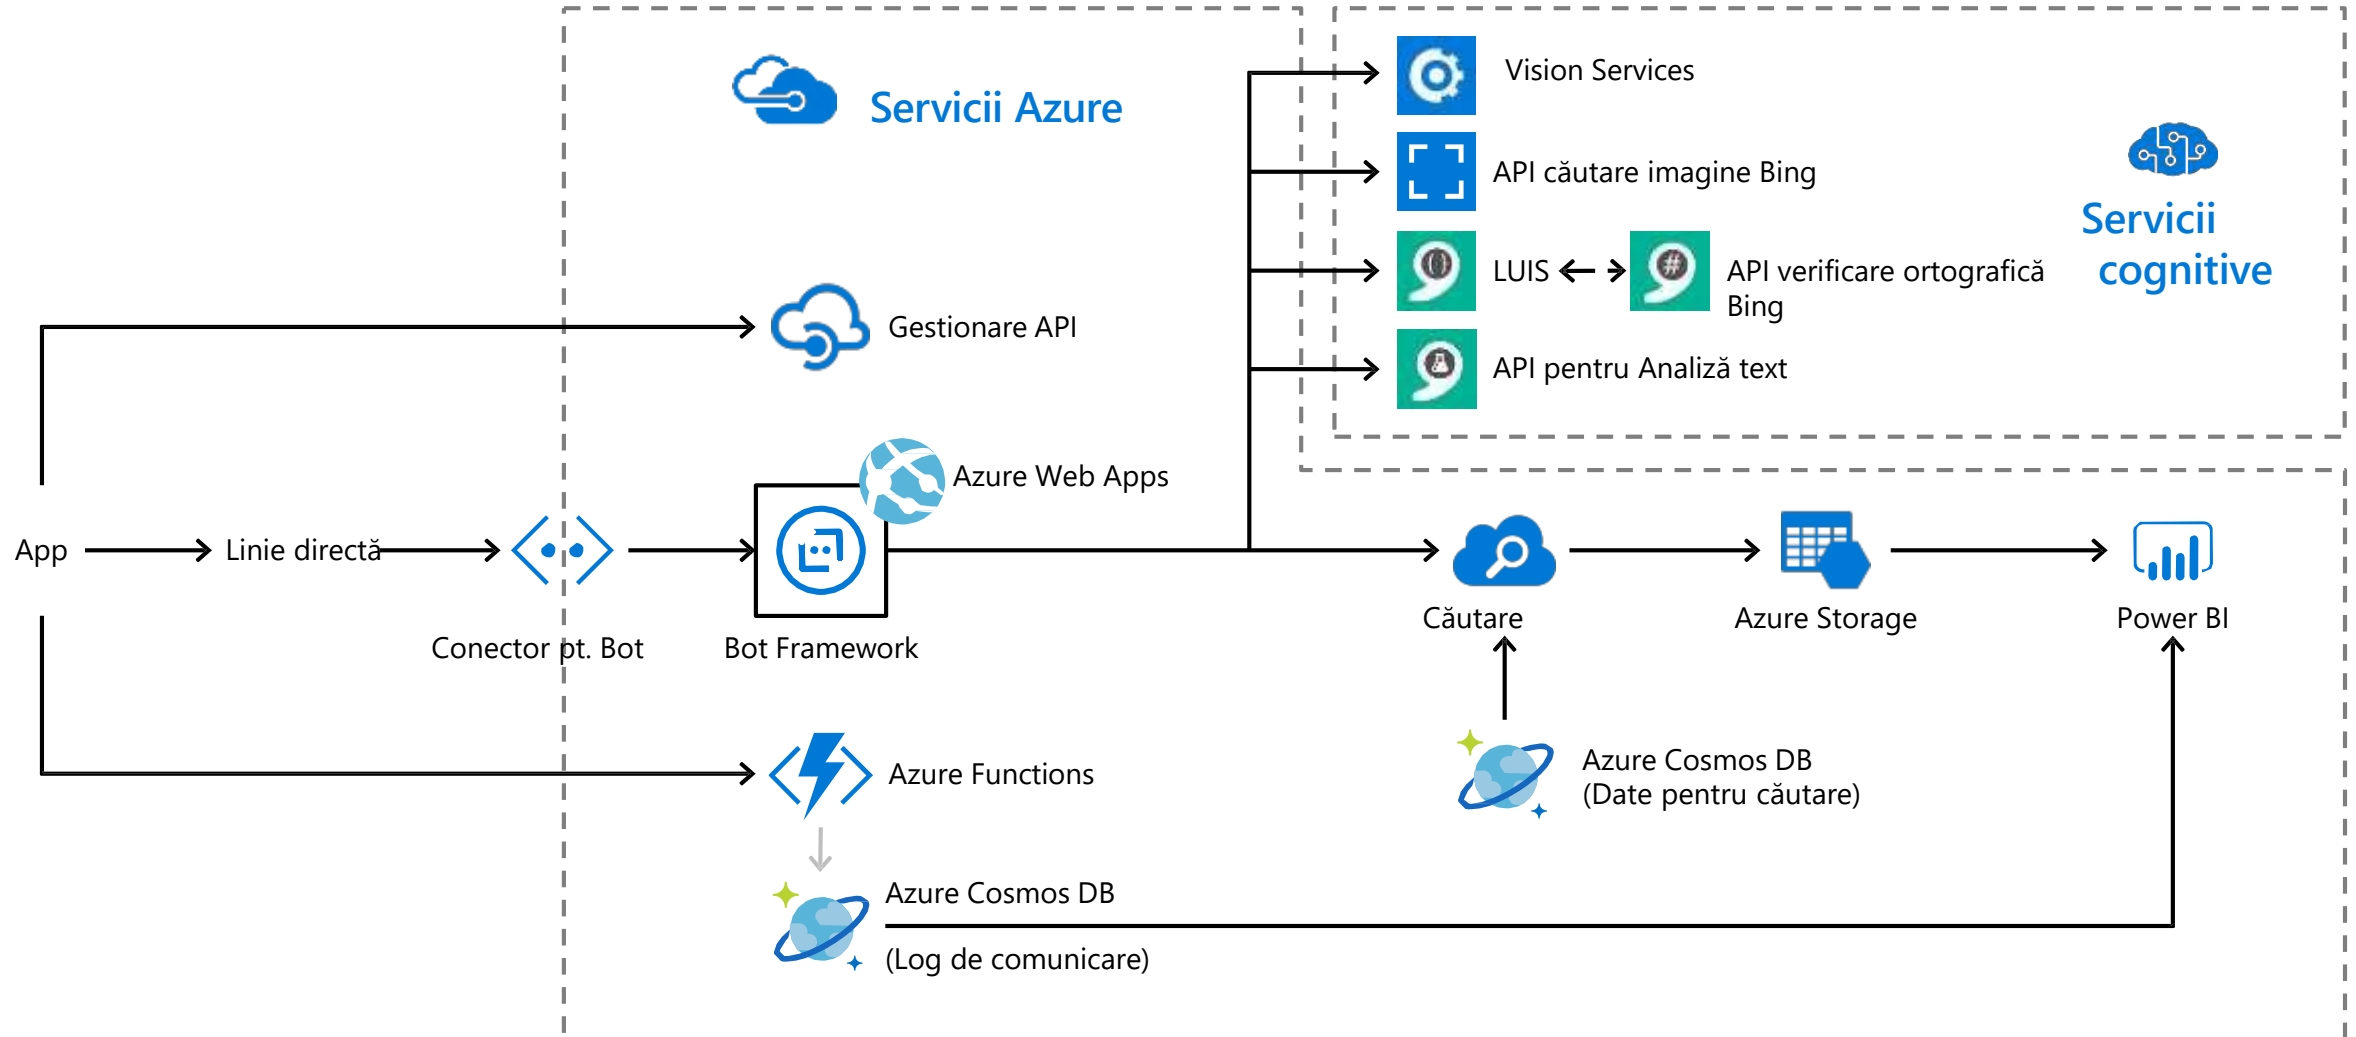 Servicii Azure
Vision Services
API căutare imagine Bing
Servicii
cognitive
LUIS
API verificare ortografică
Bing
Gestionare API
API pentru Analiză text
Azure Web Apps
App
Linie directă
Conector pt. Bot
Bot Framework
Căutare
Azure Storage
Power BI
Azure Functions
Azure Cosmos DB
(Date pentru căutare)
Azure Cosmos DB
(Log de comunicare)